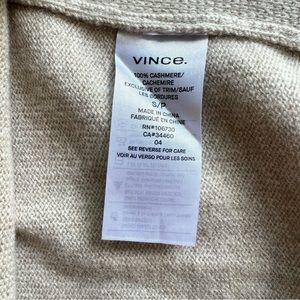 VINCE.
100% CASHMERE/
CACHEMIRE
EXCLUSIVE OF TRIM/SAUF
LES BORDURES
S/P
MADE IN CHINA
FABRIQUÉ EN CHINE
RN#106730
CA#34460
04
SEE REVERSE FOR CARE
VOIR AU VERSO POUR LES SOINS